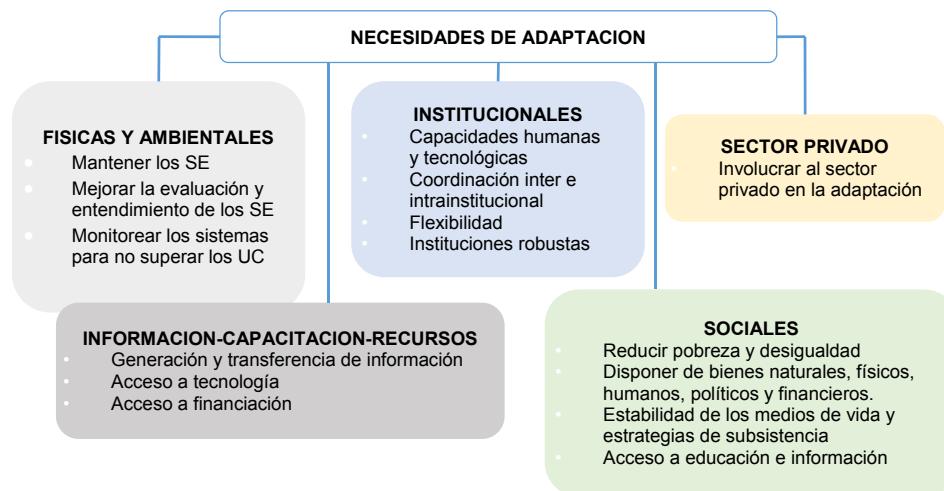 NECESIDADES DE ADAPTACION
FISICAS Y AMBIENTALES
Mantener los SE
Mejorar la evaluación y
entendimiento de los SE
Monitorear los sistemas
para no superar los UC
INSTITUCIONALES
Capacidades humanas
y tecnológicas
Coordinación inter e
intrainstitucional
Flexibilidad
Instituciones robustas
SECTOR PRIVADO
Involucrar al sector
privado en la adaptación
INFORMACION-CAPACITACION-RECURSOS
Generación y transferencia de información
Acceso a tecnología
Acceso a financiación
SOCIALES
Reducir pobreza y desigualdad
Disponer de bienes naturales, físicos,
humanos, políticos y financieros.
Estabilidad de los medios de vida y
estrategias de subsistencia
Acceso a educación e información